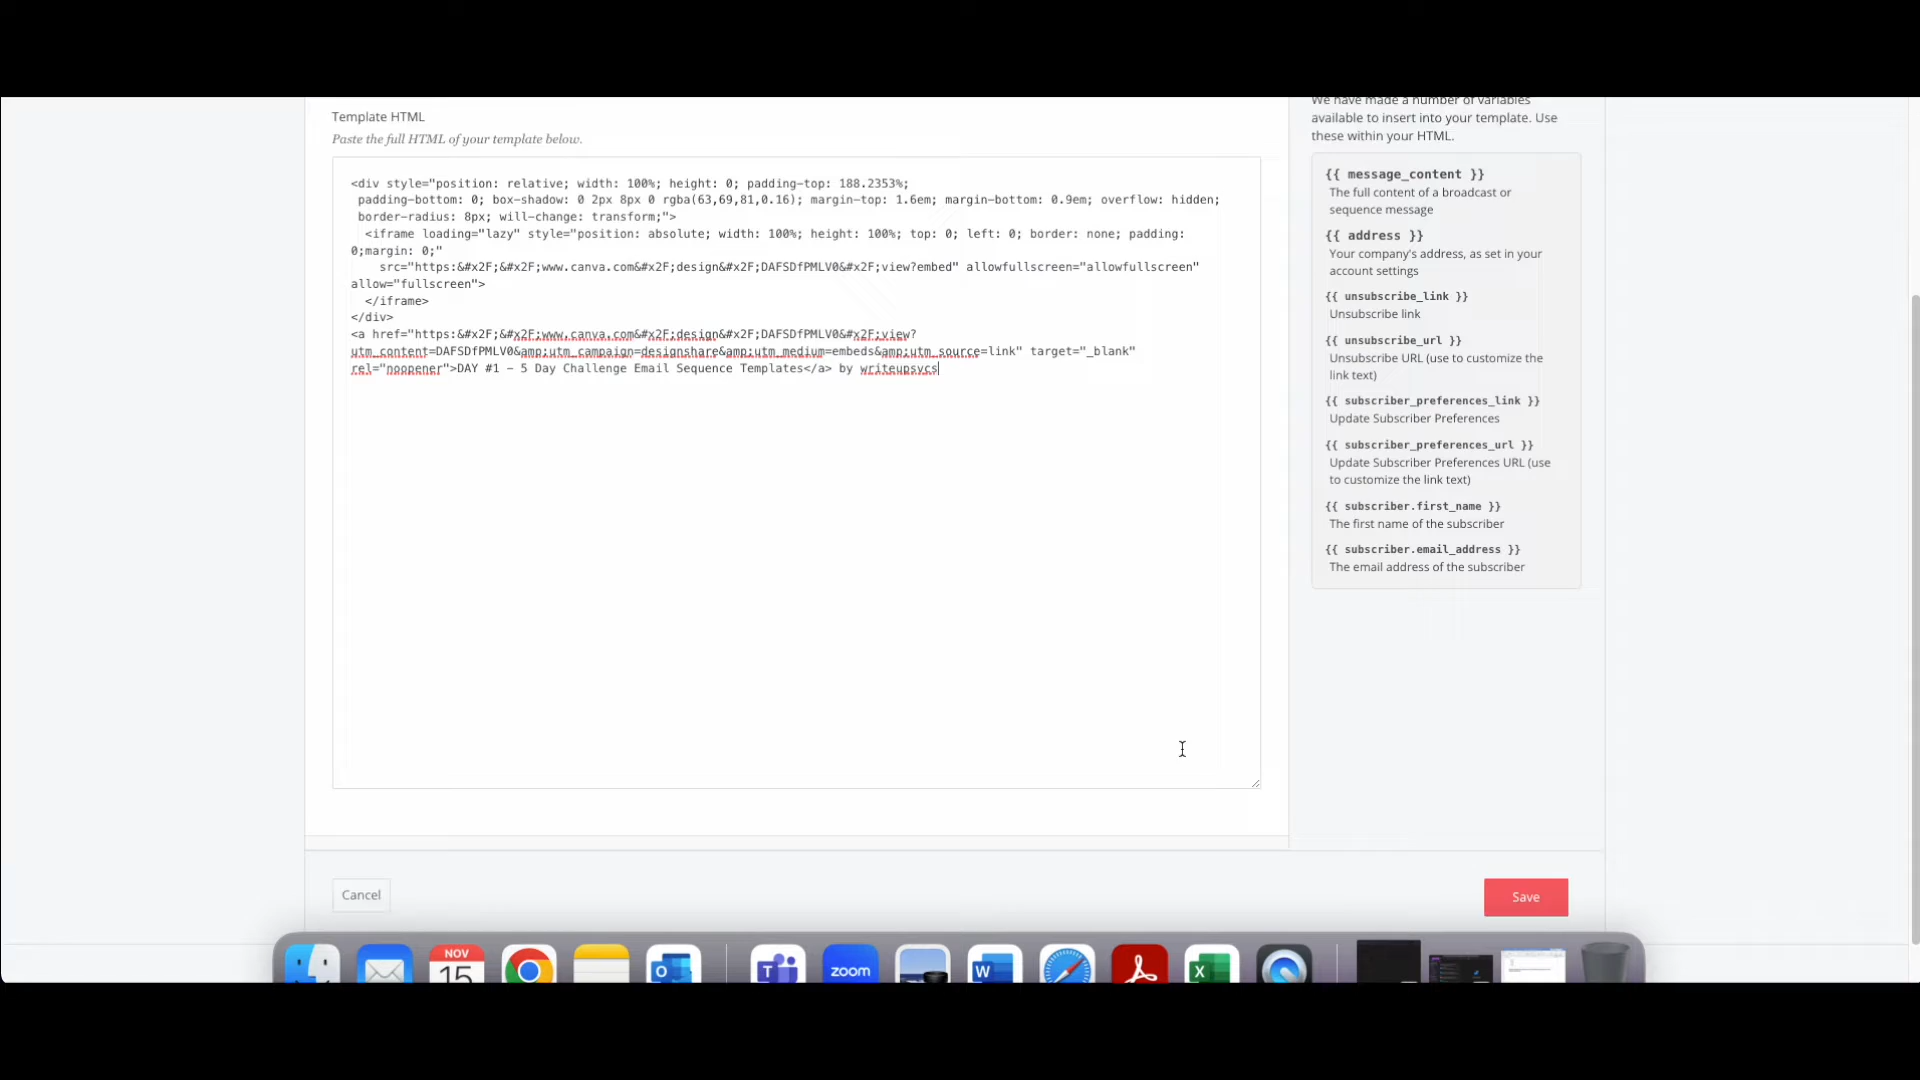 Template HTML
Paste the full HTML of your template below.
<div style="position: relative; width: 100%; height: 0; padding-top: 188.2353%;
padding-bottom: 0; box-shadow: 0 2px 8px 0 rgba(63,69,81,0.16); margin-top: 1.6em; margin-bottom: 0.9em; overflow: hidden;
border-radius: 8px; will-change: transform;">
<iframe loading="lazy" style="position: absolute; width: 100%; height: 100%; top: 0; left: 0; border: none; padding:
0;margin: 0;"
src="https:&#x2F;&#x2F;www.canva.com&#x2F;design&#x2F;DAFSDfPMLV0&#x2F;view?embed" allowfullscreen="allowfullscreen"
allow="fullscreen">
</iframe>
</div>
<a href="https:&#x2F;&#x2F;www.canva.com&#x2F;design&#x2F;DAFSDfPMLV0&#x2F;view?
utm_content=DAFSDfPMLV0&amp;utm_campaign=designshare&amp;utm_medium=embeds&amp;utm_source=link" target="_blank"
rel="noopener">DAY #1 – 5 Day Challenge Email Sequence Templates</a> by writeupsvcs
We have made a number of variables
available to insert into your template. Use
these within your HTML.
{{ message_content }}
The full content of a broadcast or
sequence message
{{ address }}
Your company's address, as set in your
account settings
{{ unsubscribe_link }}
Unsubscribe link
{{ unsubscribe_url }}
Unsubscribe URL (use to customize the
link text)
{{ subscriber_preferences_link }}
Update Subscriber Preferences
{{ subscriber_preferences_url }}
Update Subscriber Preferences URL (use
to customize the link text)
{{ subscriber.first_name }}
The first name of the subscriber
{{ subscriber.email_address }}
The email address of the subscriber
Cancel
Save
NOV
15
O
T
zoom
W
X